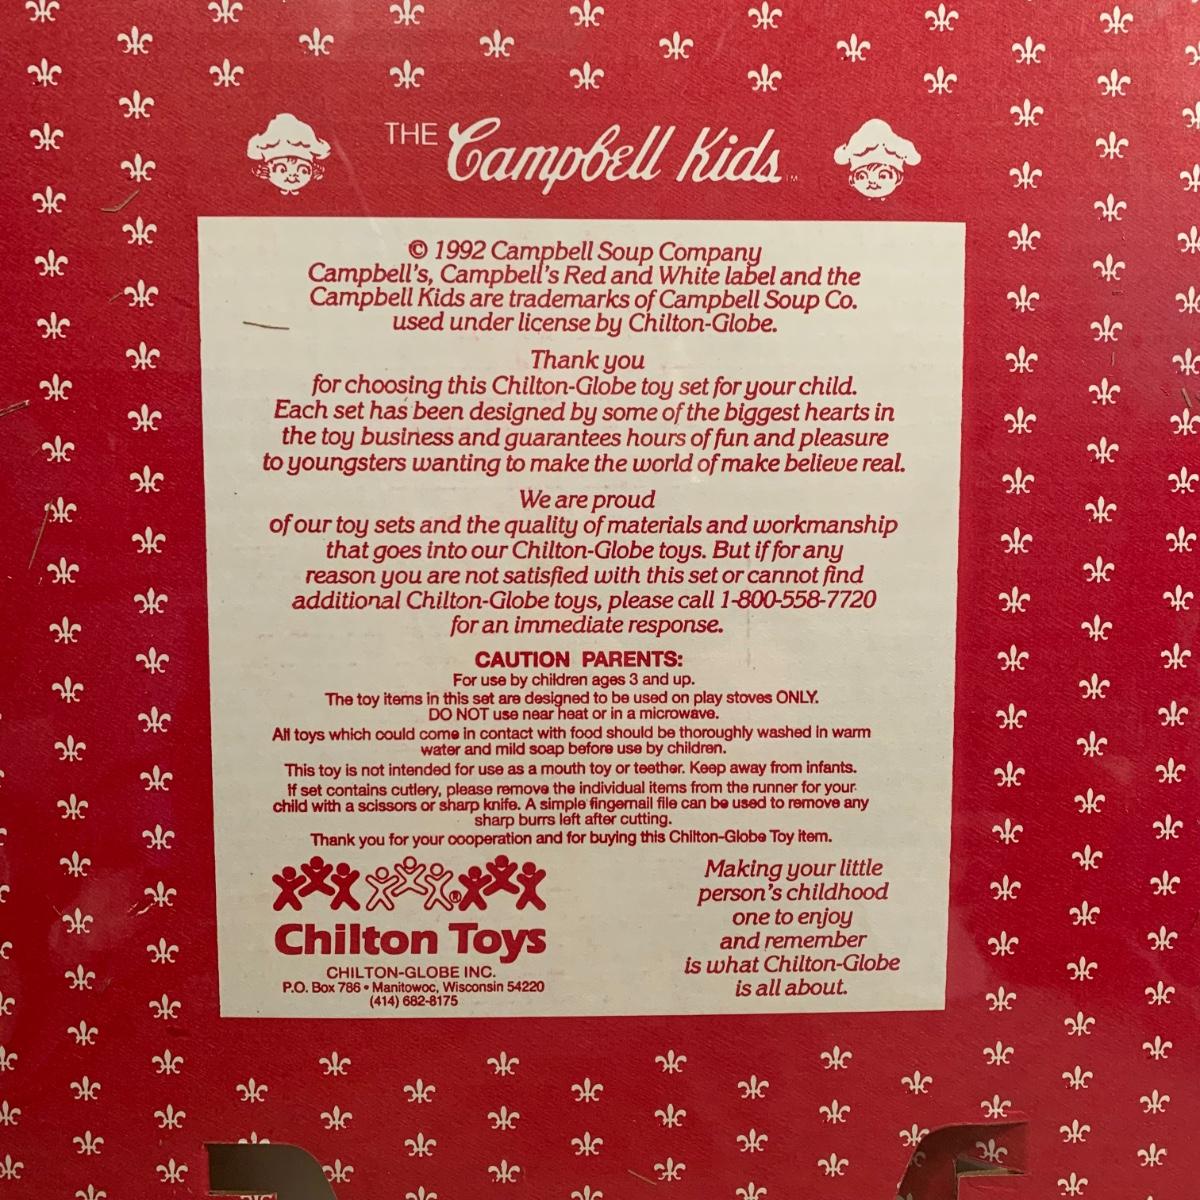 THE Campbell Kids™
© 1992 Campbell Soup Company
Campbell's, Campbell's Red and White label and the
Campbell Kids are trademarks of Campbell Soup Co.
used under license by Chilton-Globe.
Thank you
for choosing this Chilton-Globe toy set for your child.
Each set has been designed by some of the biggest hearts in
the toy business and guarantees hours of fun and pleasure
to youngsters wanting to make the world of make believe real.
We are proud
of our toy sets and the quality of materials and workmanship
that goes into our Chilton-Globe toys. But if for any
reason you are not satisfied with this set or cannot find
additional Chilton-Globe toys, please call 1-800-558-7720
for an immediate response.
CAUTION PARENTS:
For use by children ages 3 and up.
The toy items in this set are designed to be used on play stoves ONLY.
DO NOT use near heat or in a microwave.
All toys which could come in contact with food should be thoroughly washed in warm
water and mild soap before use by children.
This toy is not intended for use as a mouth toy or teether. Keep away from infants.
If set contains cutlery, please remove the individual items from the runner for your
child with a scissors or sharp knife. A simple fingernail file can be used to remove any
sharp burrs left after cutting.
Thank you for your cooperation and for buying this Chilton-Globe Toy Item.
®
Chilton Toys
CHILTON-GLOBE INC.
P.O. Box 786 • Manitowoc, Wisconsin 54220
(414) 682-8175
Making your little
person's childhood
one to enjoy
and remember
is what Chilton-Globe
is all about.